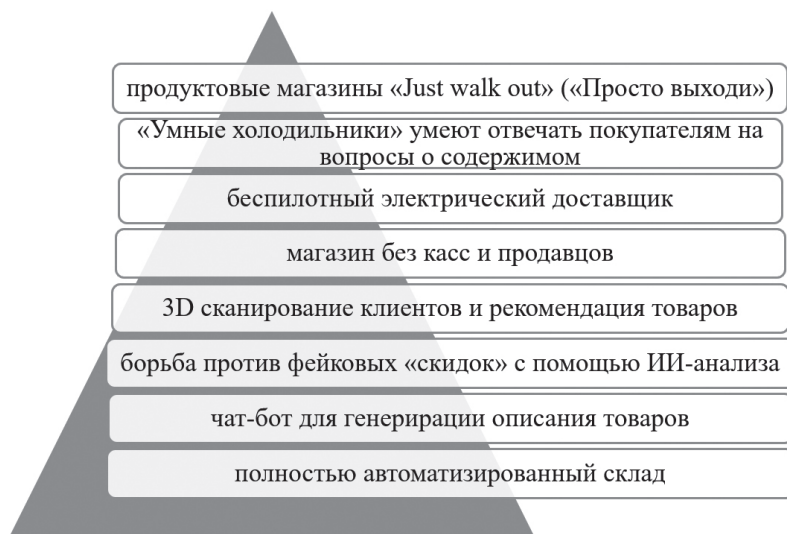 продуктовые магазины «Just walk out» («Просто выходи»)
«Умные холодильники» умеют отвечать покупателям на
вопросы о содержимом
беспилотный электрический доставщик
магазин без касс и продавцов
3D сканирование клиентов и рекомендация товаров
борьба против фейковых «скидок» с помощью ИИ-анализа
чат-бот для генерирации описания товаров
полностью автоматизированный склад